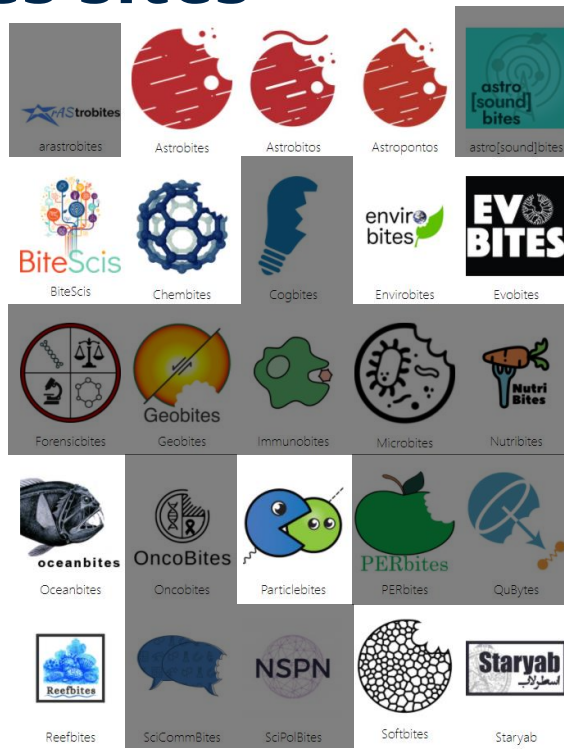 rAStrobites
astro
[sound]
bites
arastrobites Astrobites Astrobitos Astropontos astro[sound]bites
BiteScis
enviro
bites
EVO
BITES
BiteScis Chembites Cogbites Envirobites Evobites
Geobites
Nutri
Bites
Forensicbites Geobites Immunobites Microbites Nutribites
oceanbites
OncoBites
PERbites
Oceanbites Oncobites Particlebites PERbites QuBytes
Reefbites
NSPN
Staryab
اسطرلاب
Reefbites SciCommBites SciPolBites Softbites Staryab